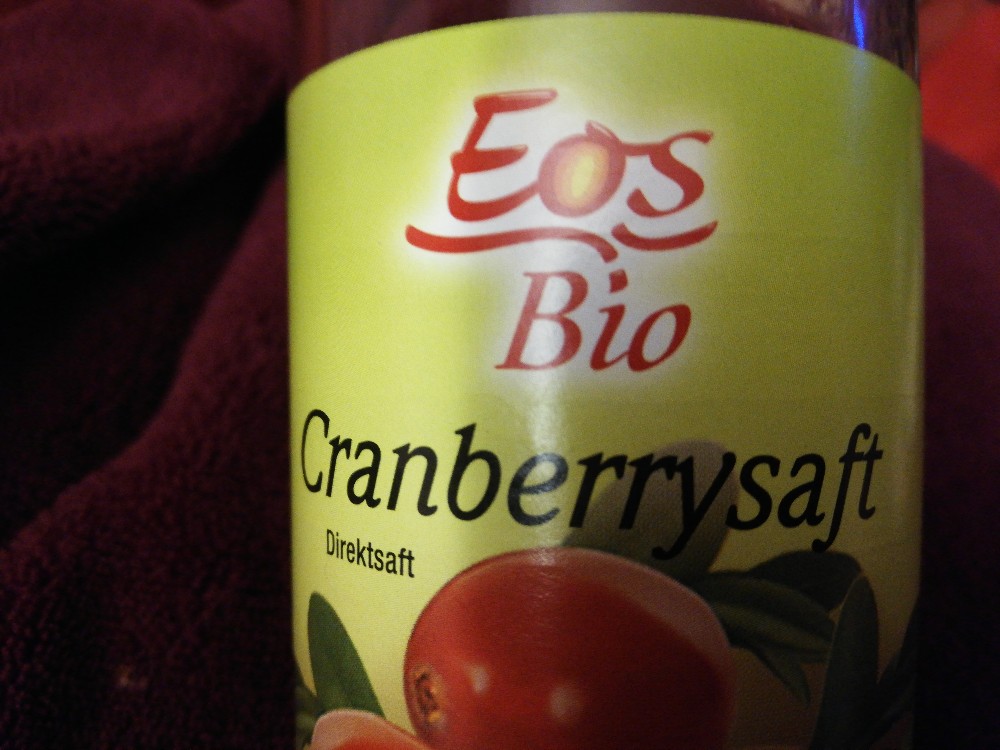 Eos
Bio
Cranberrysaft
Direktsaft